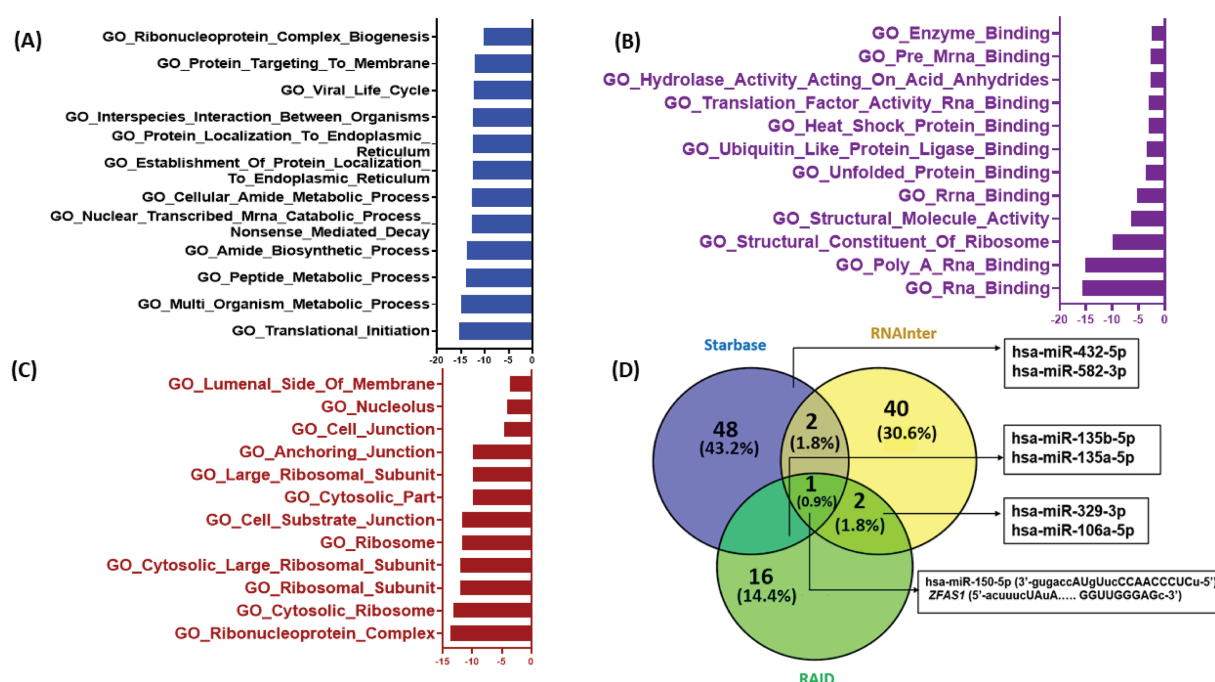 (A)
GO_Ribonucleoprotein_Complex_Biogenesis
GO_Protein_Targeting_To_Membrane
GO_Viral_Life_Cycle
GO_Interspecies_Interaction_Between_Organisms
GO_Protein_Localization_To_Endoplasmic_
Reticulum
GO_Establishment_Of_Protein_Localization_
To_Endoplasmic_Reticulum
GO_Cellular_Amide_Metabolic_Process
GO_Nuclear_Transcribed_Mrna_Catabolic_Process_
Nonsense_Mediated_Decay
GO_Amide_Biosynthetic_Process
GO_Peptide_Metabolic_Process
GO_Multi_Organism_Metabolic_Process
GO_Translational_Initiation
-20 -15 -10 -5 0
(B)
GO_Enzyme_Binding
GO_Pre_Mrna_Binding
GO_Hydrolase_Activity_Acting_On_Acid_Anhydrides
GO_Translation_Factor_Activity_Rna_Binding
GO_Heat_Shock_Protein_Binding
GO_Ubiquitin_Like_Protein_Ligase_Binding
GO_Unfolded_Protein_Binding
GO_Rrna_Binding
GO_Structural_Molecule_Activity
GO_Structural_Constituent_Of_Ribosome
GO_Poly_A_Rna_Binding
GO_Rna_Binding
-20 -15 -10 -5 0
(C)
GO_Lumenal_Side_Of_Membrane
GO_Nucleolus
GO_Cell_Junction
GO_Anchoring_Junction
GO_Large_Ribosomal_Subunit
GO_Cytosolic_Part
GO_Cell_Substrate_Junction
GO_Ribosome
GO_Cytosolic_Large_Ribosomal_Subunit
GO_Ribosomal_Subunit
GO_Cytosolic_Ribosome
GO_Ribonucleoprotein_Complex
-15 -10 -5 0
(D)
Starbase
RNAInter
48
(43.2%)
2
(1.8%)
40
(30.6%)
1
(0.9%)
2
(1.8%)
16
(14.4%)
RAID
hsa-miR-432-5p
hsa-miR-582-3p
hsa-miR-135b-5p
hsa-miR-135a-5p
hsa-miR-329-3p
hsa-miR-106a-5p
hsa-miR-150-5p (3'-gugaccAUgUucCCAACCCUCu-5')
ZFAS1 (5'-acuuucUAuA..... GGUUGGGAGc-3')